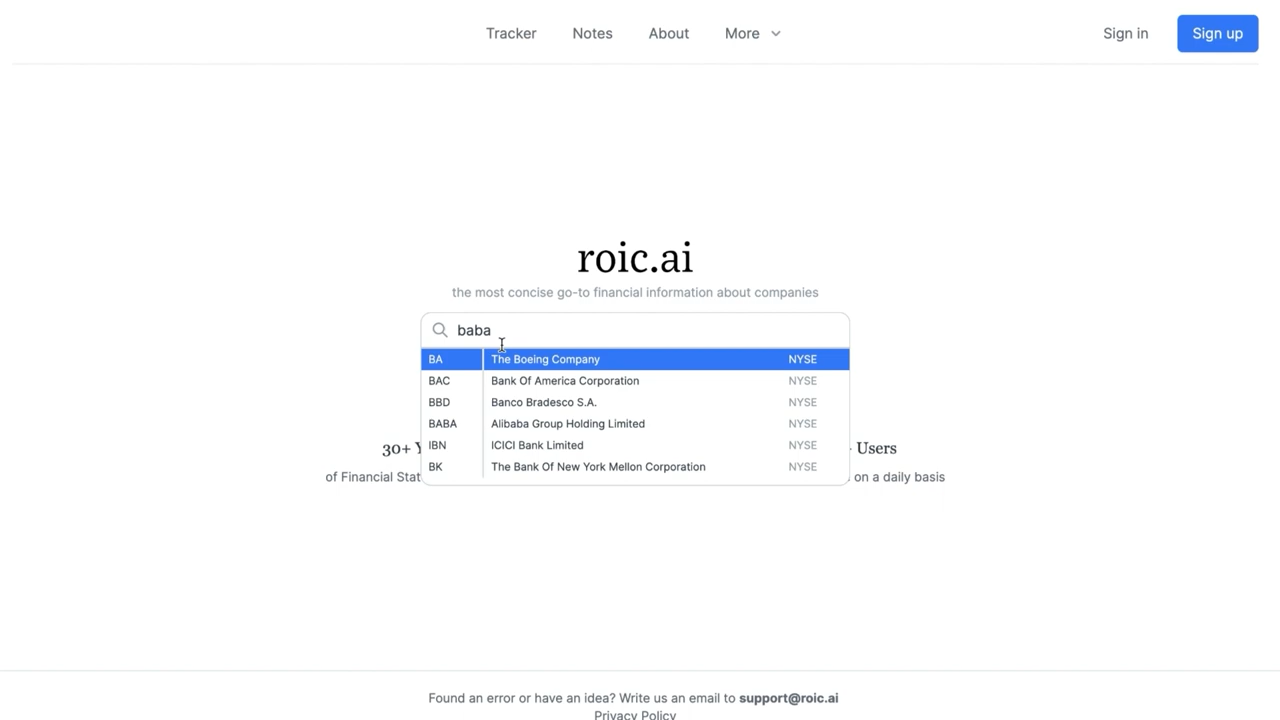 Tracker Notes About More Sign in Sign up
roic.ai
the most concise go-to financial information about companies
baba
BA The Boeing Company NYSE
BAC Bank Of America Corporation NYSE
BBD Banco Bradesco S.A. NYSE
BABA Alibaba Group Holding Limited NYSE
IBN ICICI Bank Limited NYSE
BK The Bank Of New York Mellon Corporation NYSE
30+ Users
of Financial on a daily basis
Found an error or have an idea? Write us an email to support@roic.ai
Privacy Policy